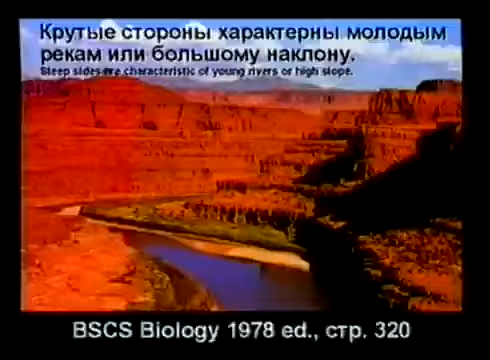 Крутые стороны характерны молодым
рекам или большому наклону.
Steep sides are characteristic of young rivers or high slope.
BSCS Biology 1978 ed., стр. 320